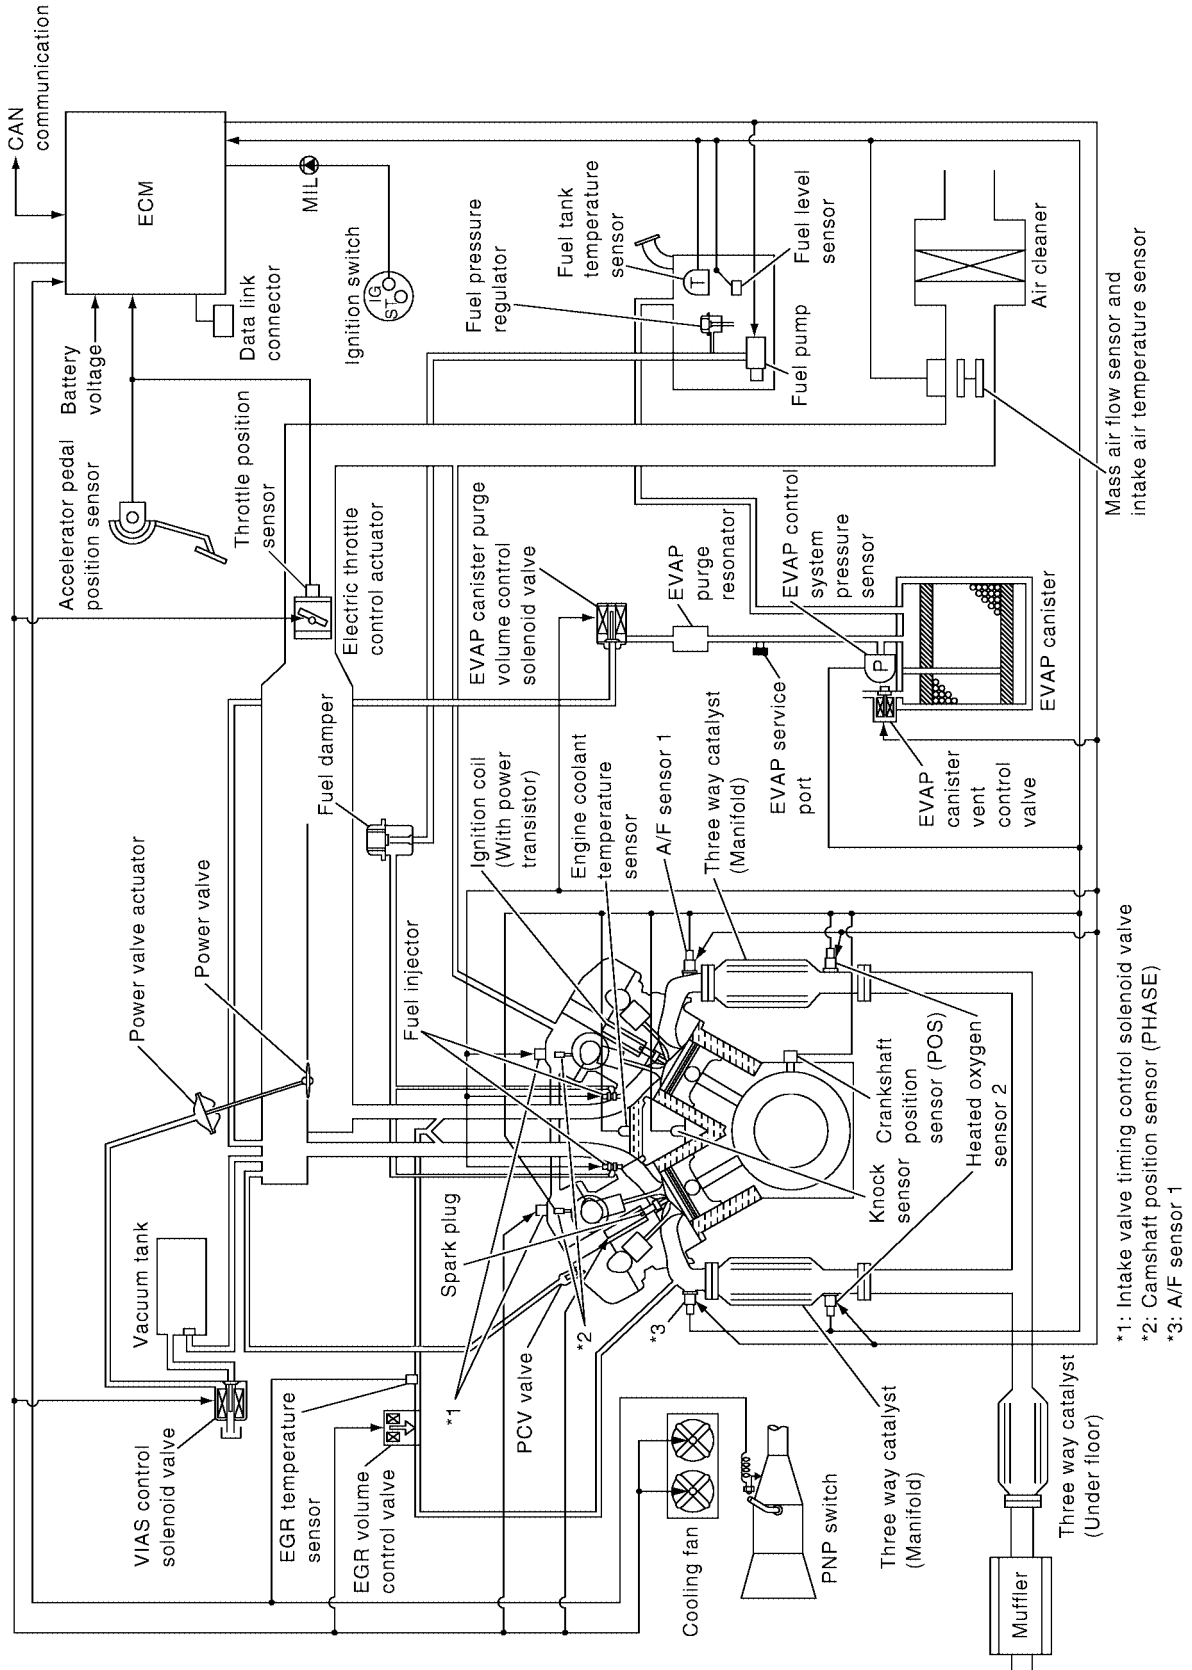 VIAS control
solenoid valve
Vacuum tank
Power valve actuator
Power valve
Accelerator pedal
position sensor
Battery
voltage
CAN
communication
ECM
EGR temperature
sensor
EGR volume
control valve
Fuel damper
Throttle position
sensor
Electric throttle
control actuator
Data link
connector
MIL
Ignition switch
IG
ST
*1
PCV valve
Spark plug
Fuel injector
Ignition coil
(With power
transistor)
EVAP canister purge
volume control
solenoid valve
Fuel pressure
regulator
*2
Engine coolant
temperature
sensor
Fuel tank
temperature
sensor
T
*3
A/F sensor 1
EVAP
purge
resonator
Cooling fan
Three way catalyst
(Manifold)
EVAP service
port
EVAP control
system
pressure
sensor
P
Fuel pump
Fuel level
sensor
PNP switch
Three way catalyst
(Manifold)
Knock
sensor
Crankshaft
position
sensor (POS)
Heated oxygen
sensor 2
EVAP
canister
vent
control
valve
EVAP canister
Air cleaner
Muffler
Three way catalyst
(Under floor)
Mass air flow sensor and
intake air temperature sensor
*1: Intake valve timing control solenoid valve
*2: Camshaft position sensor (PHASE)
*3: A/F sensor 1